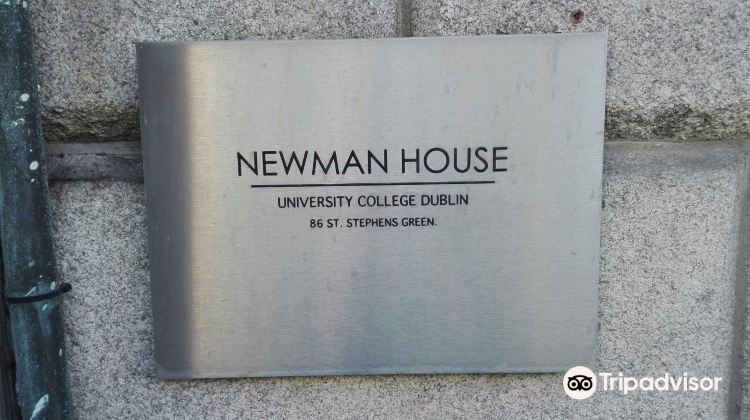 NEWMAN HOUSE
UNIVERSITY COLLEGE DUBLIN
86 ST. STEPHENS GREEN.
Tripadvisor